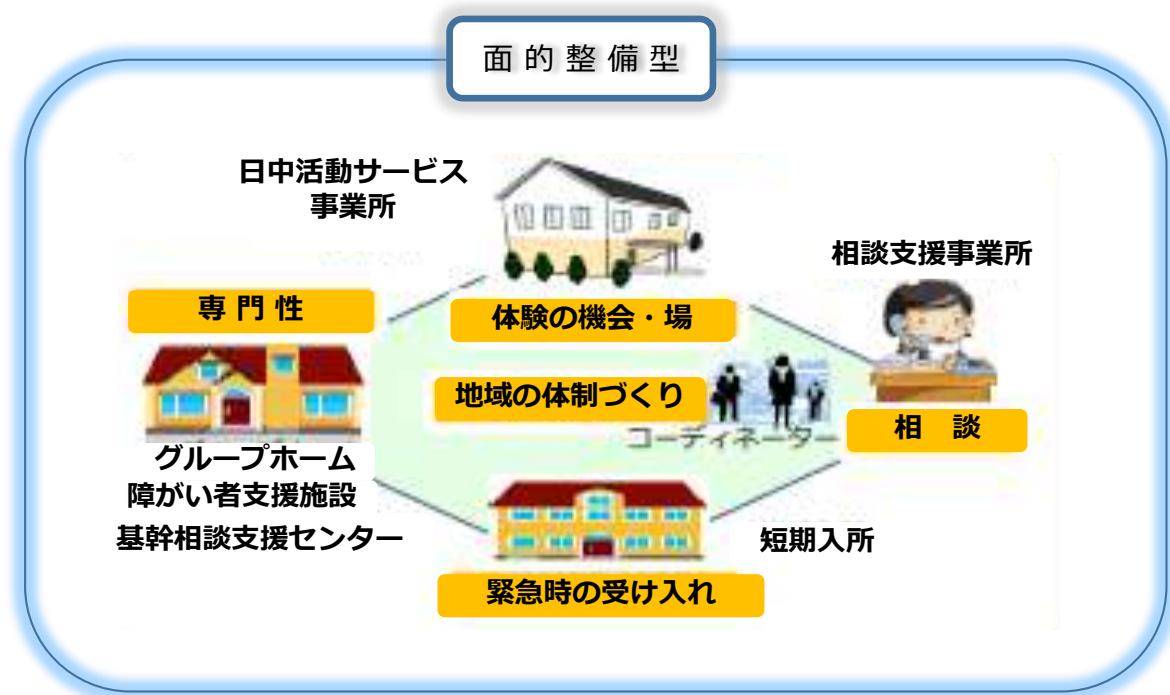 面的整備型
日中活動サービス
事業所
相談支援事業所
専門性
体験の機会・場
地域の体制づくり
コーディネーター
相 談
グループホーム
障がい者支援施設
基幹相談支援センター
短期入所
緊急時の受け入れ